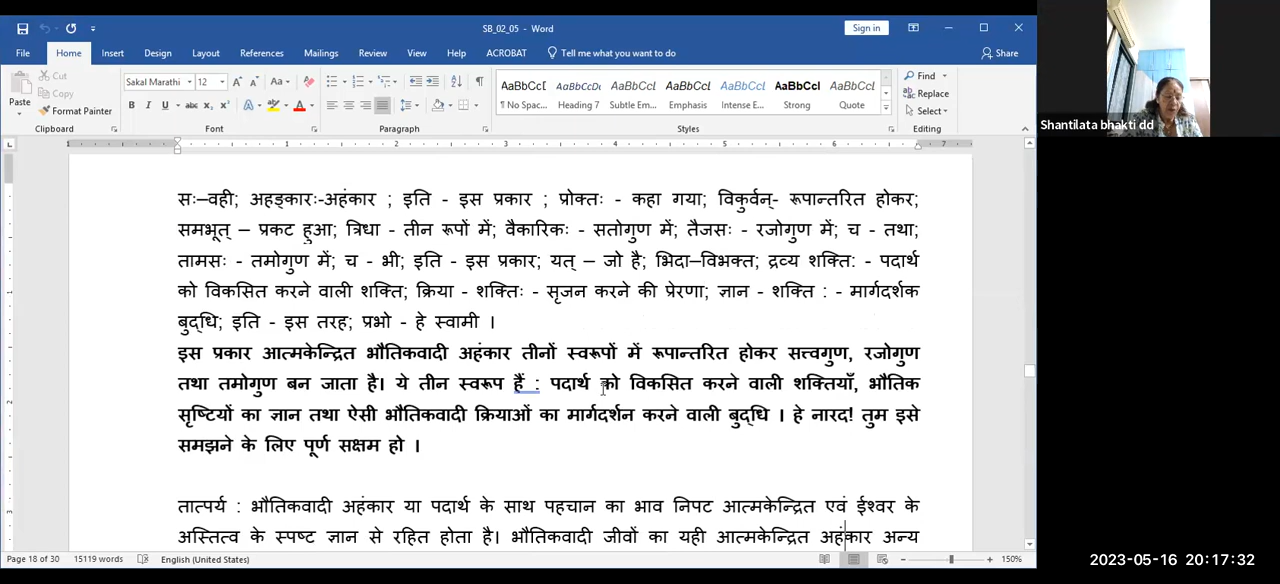 SB_02_05 - Word
Sign in
File Home Insert Design Layout References Mailings Review View Help ACROBAT Tell me what you want to do Share
Paste Cut Copy Format Painter
Sakal Marathi 12
AaBbCcI AaBbCcDc AaBbCcI AaBbCcI AaBbCcI AaBbCcI AaBbCcI
¶ No Spac... Heading 7 Subtle Em... Emphasis Intense E... Strong Quote
Find Replace Select
Clipboard Font Paragraph Styles Editing
Shantilata bhakti dd
सः–वही; अहङ्कारः-अहंकार ; इति - इस प्रकार ; प्रोक्तः - कहा गया; विकुर्वन्- रूपान्तरित होकर;
समभूत् – प्रकट हुआ; त्रिधा - तीन रूपों में; वैकारिकः - सतोगुण में; तैजसः - रजोगुण में; च - तथा;
तामसः - तमोगुण में; च - भी; इति - इस प्रकार; यत् – जो है; भिदा–विभक्त; द्रव्य शक्ति: - पदार्थ
को विकसित करने वाली शक्ति; क्रिया - शक्तिः - सृजन करने की प्रेरणा; ज्ञान - शक्ति : - मार्गदर्शक
बुद्धि; इति - इस तरह; प्रभो - हे स्वामी ।
इस प्रकार आत्मकेन्द्रित भौतिकवादी अहंकार तीनों स्वरूपों में रूपान्तरित होकर सत्त्वगुण, रजोगुण
तथा तमोगुण बन जाता है। ये तीन स्वरूप हैं : पदार्थ को विकसित करने वाली शक्तियाँ, भौतिक
सृष्टियों का ज्ञान तथा ऐसी भौतिकवादी क्रियाओं का मार्गदर्शन करने वाली बुद्धि । हे नारद! तुम इसे
समझने के लिए पूर्ण सक्षम हो ।
तात्पर्य : भौतिकवादी अहंकार या पदार्थ के साथ पहचान का भाव निपट आत्मकेन्द्रित एवं ईश्वर के
अस्तित्व के स्पष्ट ज्ञान से रहित होता है। भौतिकवादी जीवों का यही आत्मकेन्द्रित अहंकार अन्य
Page 18 of 30 15119 words English (United States) 150%
2023-05-16 20:17:32